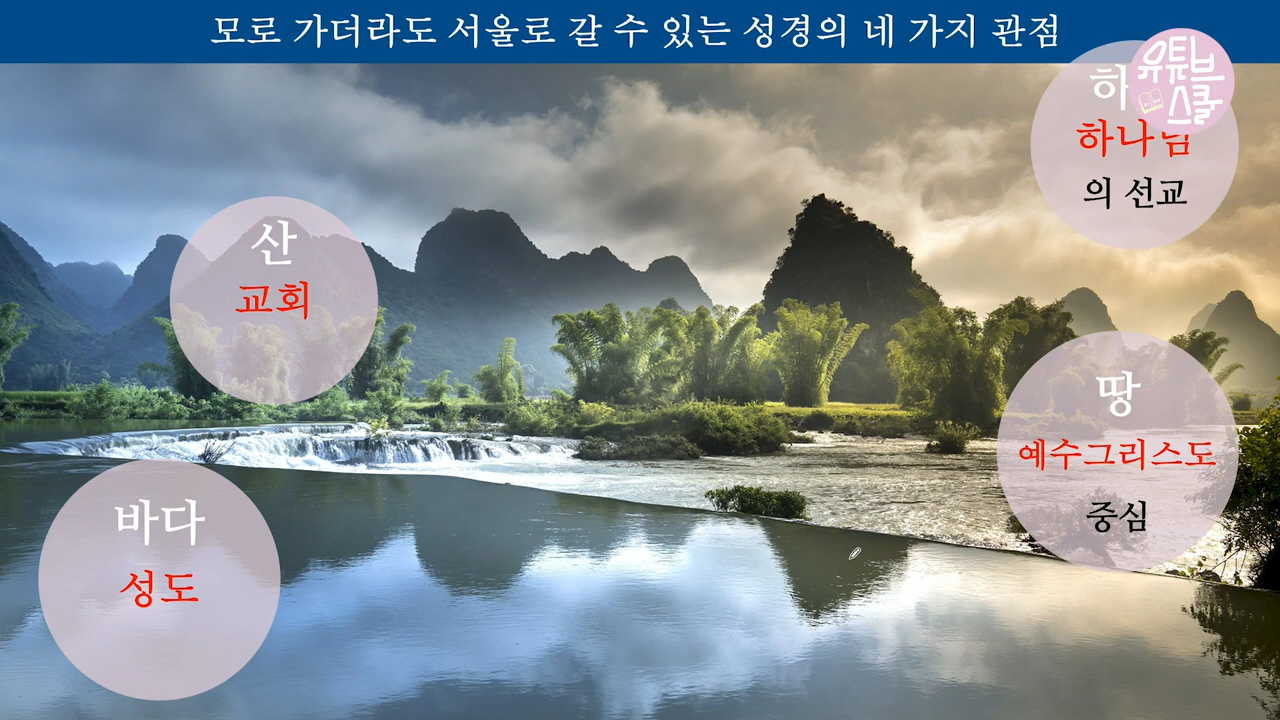 모로 가더라도 서울로 갈 수 있는 성경의 네 가지 관점
유튜브
스쿨
하
하나님
의 선교
산
교회
땅
예수그리스도
중심
바다
성도